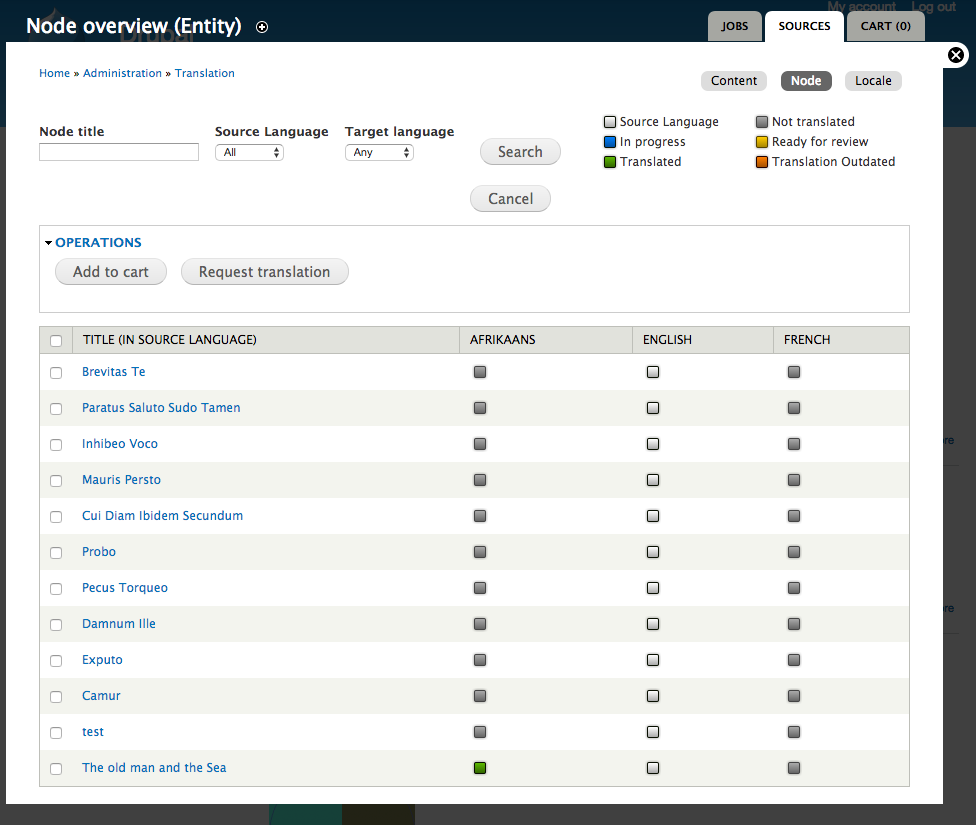 My account Log out
Node overview (Entity)
Drupal
JOBS SOURCES CART (0)
Home » Administration » Translation
Content Node Locale
Node title Source Language Target language
All Any Search
Source Language Not translated
In progress Ready for review
Translated Translation Outdated
Cancel
OPERATIONS
Add to cart Request translation
TITLE (IN SOURCE LANGUAGE) AFRIKAANS ENGLISH FRENCH
Brevitas Te
Paratus Saluto Sudo Tamen
Inhibeo Voco
Mauris Persto
Cui Diam Ibidem Secundum
Probo
Pecus Torqueo
Damnum Ille
Exputo
Camur
test
The old man and the Sea